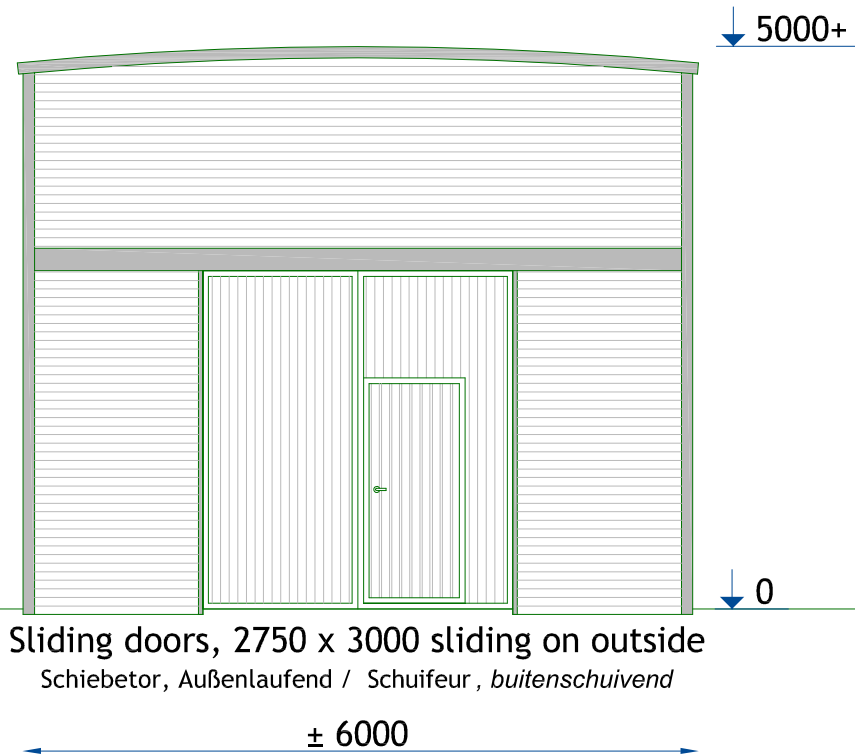 5000+
0
Sliding doors, 2750 x 3000 sliding on outside
Schiebetor, Außenlaufend / Schuifeur, buitenschuivend
± 6000